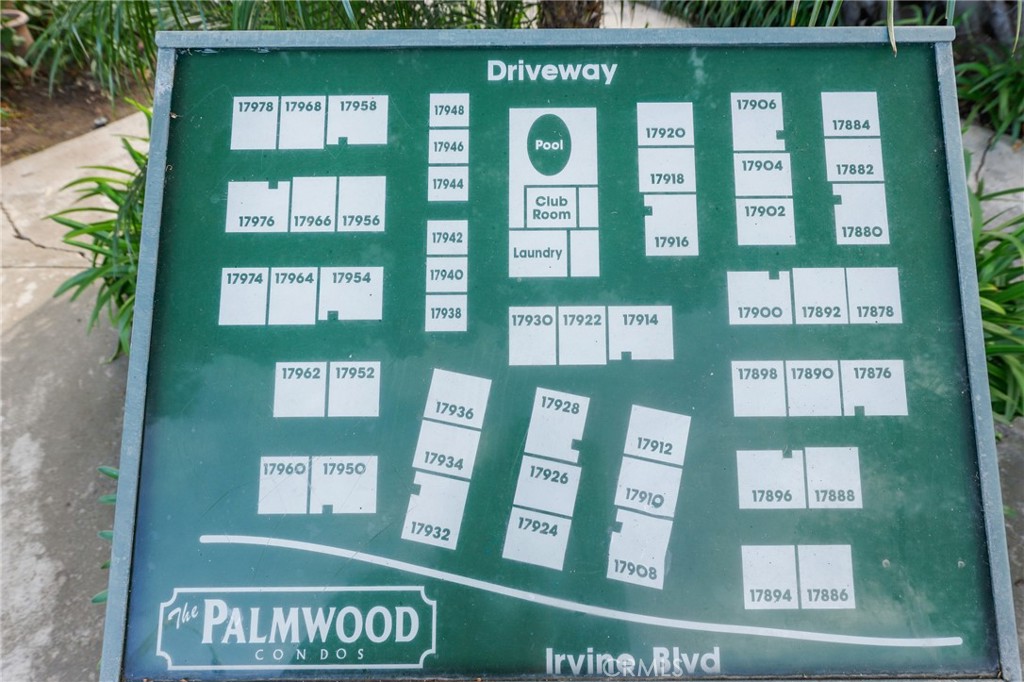 Driveway
17978 17968 17958
17948
17946
17944
Pool
Club
Room
Laundry
17920
17918
17916
17906
17904
17902
17884
17882
17880
17976 17966 17956
17942
17940
17938
17974 17964 17954
17900 17892 17878
17930 17922 17914
17962 17952
17898 17890 17876
17936
17934
17932
17928
17926
17924
17912
17910
17908
17960 17950
17896 17888
17894 17886
The PALMWOOD
CONDOS
Irvine Blvd
CRMLS